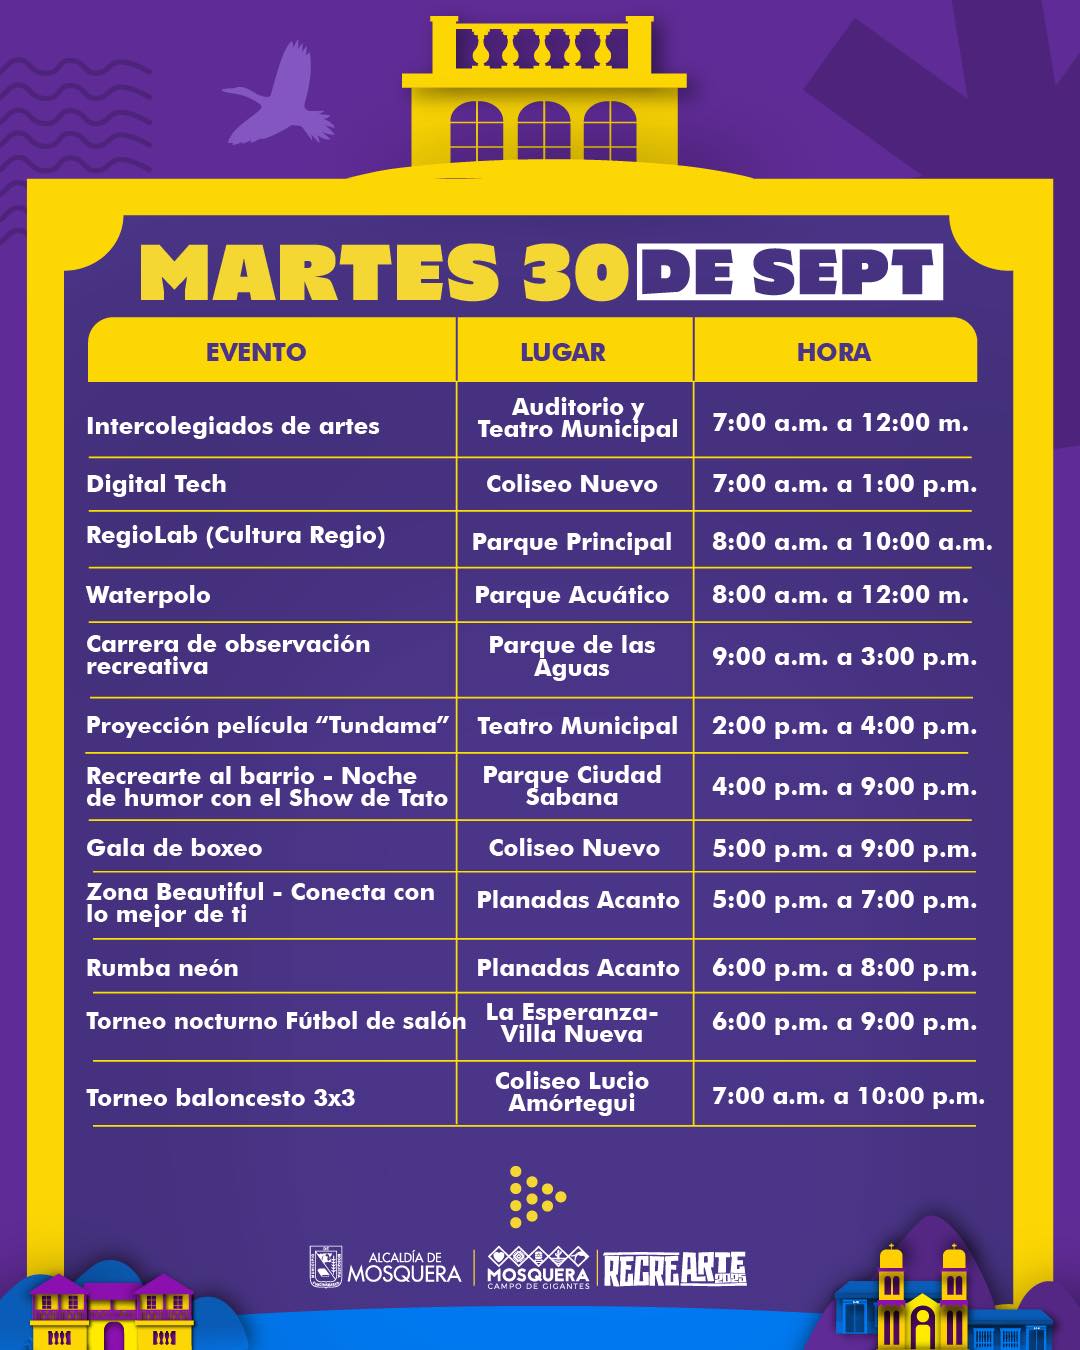 MARTES 30 DE SEPT
EVENTO LUGAR HORA
Intercolegiados de artes
Auditorio y
Teatro Municipal
7:00 a.m. a 12:00 m.
Digital Tech
Coliseo Nuevo
7:00 a.m. a 1:00 p.m.
RegioLab (Cultura Regio)
Parque Principal
8:00 a.m. a 10:00 a.m.
Waterpolo
Parque Acuático
8:00 a.m. a 12:00 m.
Carrera de observación
recreativa
Parque de las
Aguas
9:00 a.m. a 3:00 p.m.
Proyección película “Tundama”
Teatro Municipal
2:00 p.m. a 4:00 p.m.
Recrearte al barrio - Noche
de humor con el Show de Tato
Parque Ciudad
Sabana
4:00 p.m. a 9:00 p.m.
Gala de boxeo
Coliseo Nuevo
5:00 p.m. a 9:00 p.m.
Zona Beautiful - Conecta con
lo mejor de ti
Planadas Acanto
5:00 p.m. a 7:00 p.m.
Rumba neón
Planadas Acanto
6:00 p.m. a 8:00 p.m.
Torneo nocturno Fútbol de salón
La Esperanza-
Villa Nueva
6:00 p.m. a 9:00 p.m.
Torneo baloncesto 3x3
Coliseo Lucio
Amórtegui
7:00 a.m. a 10:00 p.m.
ALCALDÍA DE
MOSQUERA
MOSQUERA
CAMPO DE GIGANTES
RECREARTE
2025